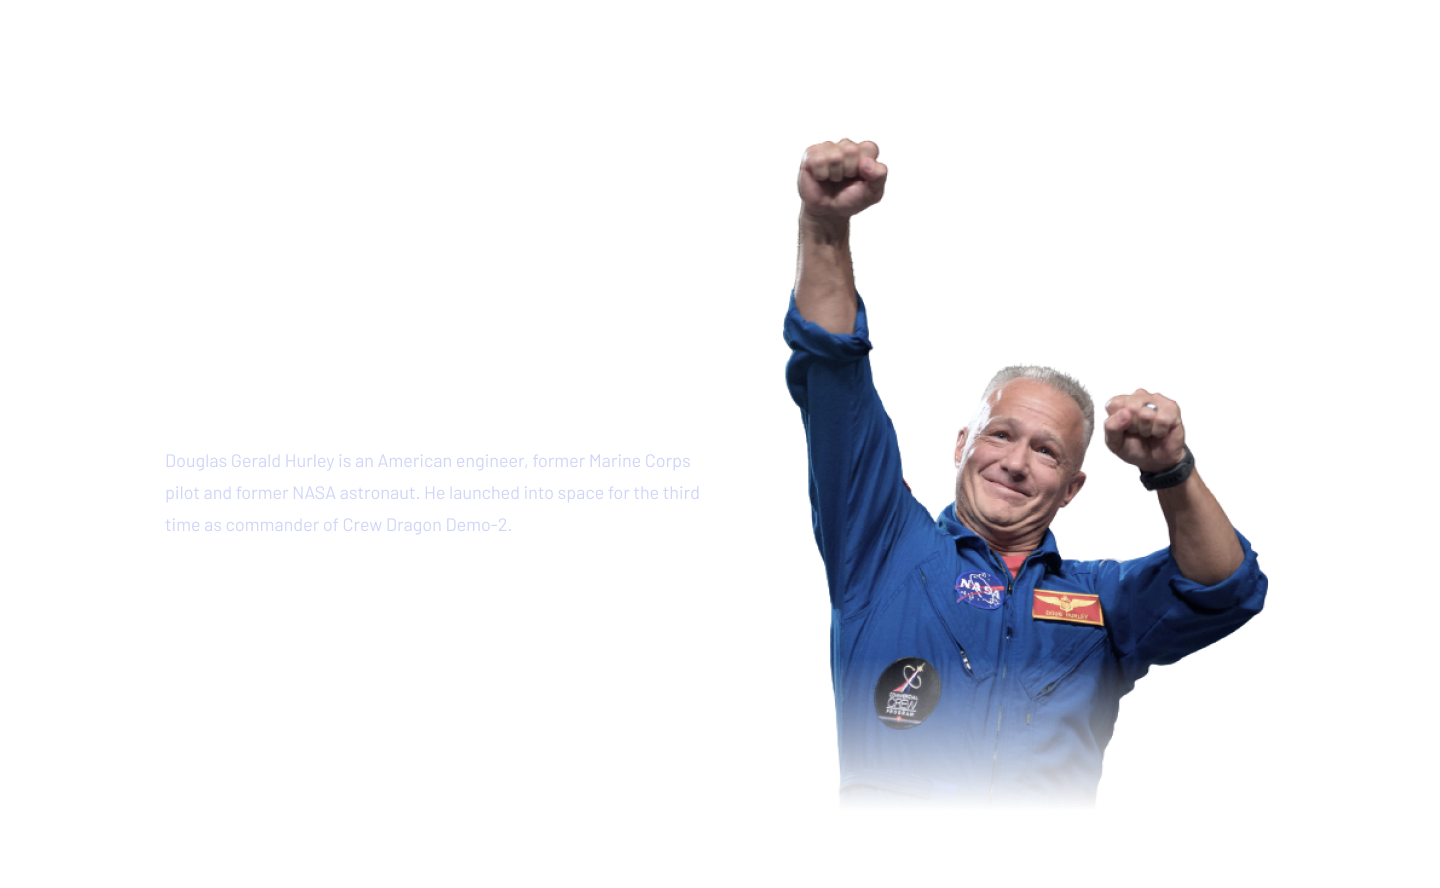 Douglas Gerald Hurley is an American engineer, former Marine Corps
pilot and former NASA astronaut. He launched into space for the third
time as commander of Crew Dragon Demo-2.
NASA
DOUG HURLEY
COMMERCIAL
CREW
PROGRAM